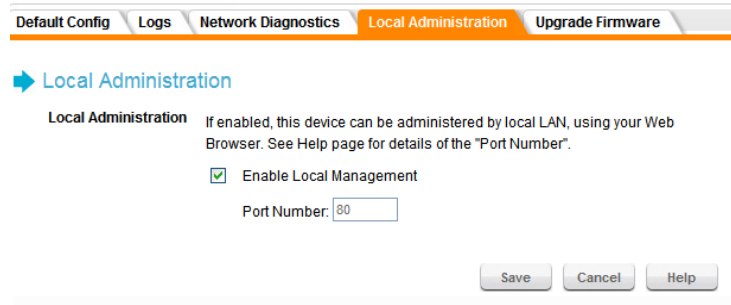 Default Config Logs Network Diagnostics Local Administration Upgrade Firmware
Local Administration
Local Administration If enabled, this device can be administered by local LAN, using your Web
Browser. See Help page for details of the "Port Number".
Enable Local Management
Port Number: 80
Save Cancel Help